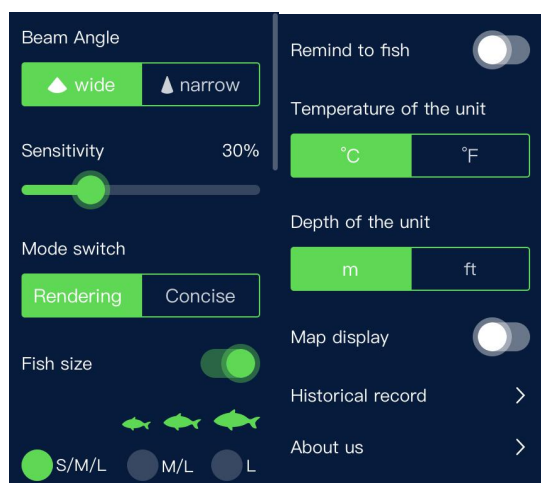 Beam Angle
wide narrow
Sensitivity 30%
Mode switch
Rendering Concise
Fish size
S/M/L M/L L
Remind to fish
Temperature of the unit
°C °F
Depth of the unit
m ft
Map display
Historical record
About us